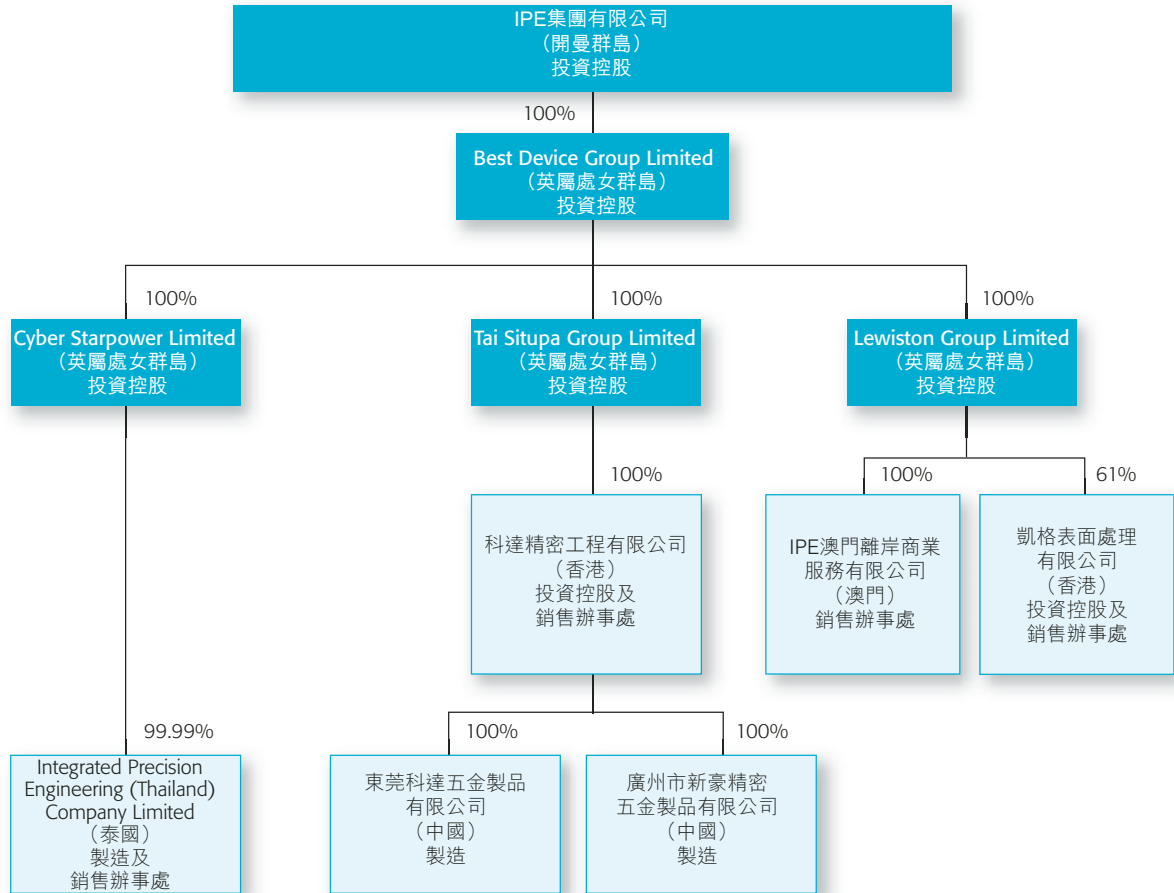 IPE集團有限公司
（開曼群島）
投資控股
100%
Best Device Group Limited
（英屬處女群島）
投資控股
100%
Cyber Starpower Limited
（英屬處女群島）
投資控股
100%
Tai Situpa Group Limited
（英屬處女群島）
投資控股
100%
Lewiston Group Limited
（英屬處女群島）
投資控股
100%
科達精密工程有限公司
（香港）
投資控股及
銷售辦事處
100%
IPE澳門離岸商業
服務有限公司
（澳門）
銷售辦事處
61%
凱格表面處理
有限公司
（香港）
投資控股及
銷售辦事處
99.99%
Integrated Precision
Engineering (Thailand)
Company Limited
（泰國）
製造及
銷售辦事處
100%
東莞科達五金製品
有限公司
（中國）
製造
100%
廣州市新豪精密
五金製品有限公司
（中國）
製造